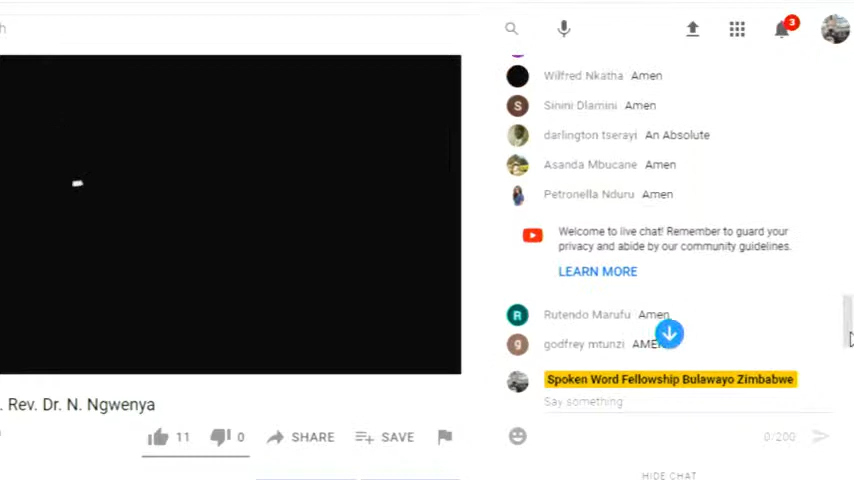 h
3
Wilfred Nkatha Amen
S Sinini Dlamini Amen
darlington tserayi An Absolute
Asanda Mbucane Amen
Petronella Nduru Amen
Welcome to live chat! Remember to guard your
privacy and abide by our community guidelines.
LEARN MORE
R Rutendo Marufu Amen
g godfrey mtunzi AMEN
Spoken Word Fellowship Bulawayo Zimbabwe
Say something
. Rev. Dr. N. Ngwenya
11 0 SHARE SAVE
0/200
HIDE CHAT